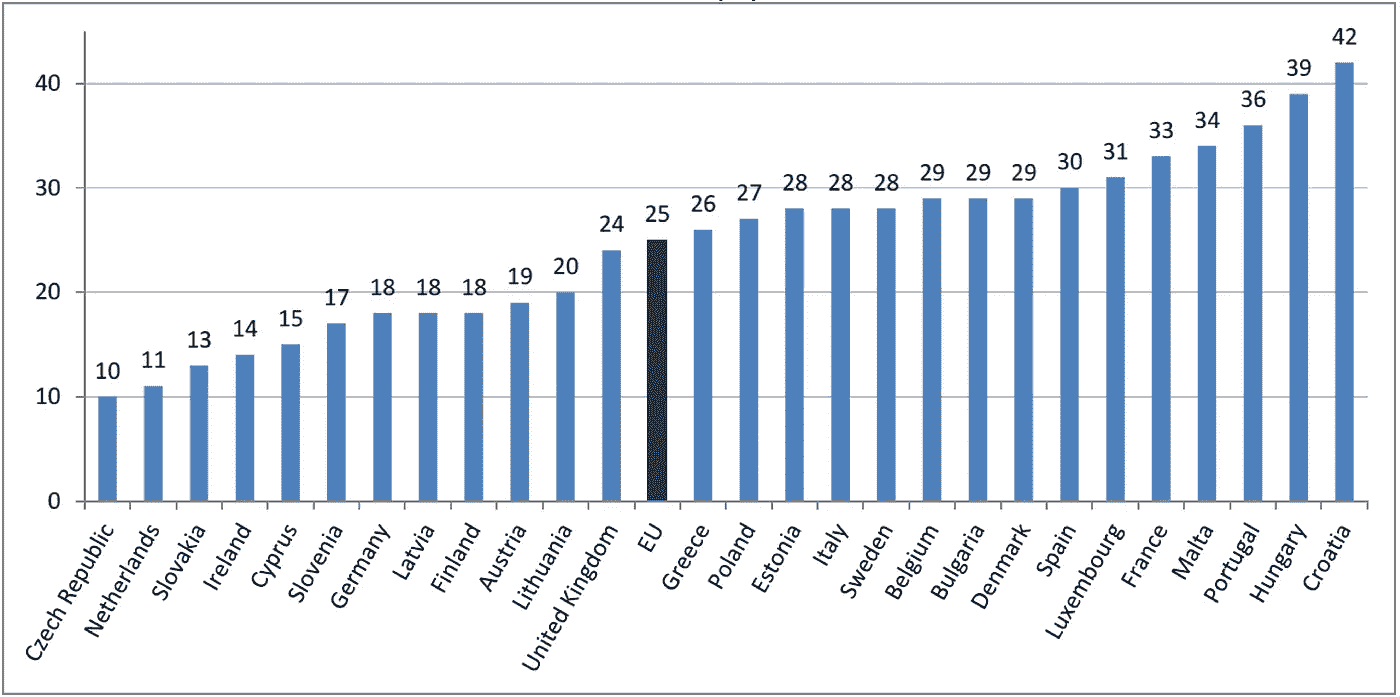 42
39
36
34
33
31
30
29
29
29
28
28
28
27
26
25
24
20
19
18
18
18
17
15
14
13
11
10
40
30
20
10
0
Czech Republic
Netherlands
Slovakia
Ireland
Cyprus
Slovenia
Germany
Latvia
Finland
Austria
Lithuania
United Kingdom
EU
Greece
Poland
Estonia
Italy
Sweden
Belgium
Bulgaria
Denmark
Spain
Luxembourg
France
Malta
Portugal
Hungary
Croatia